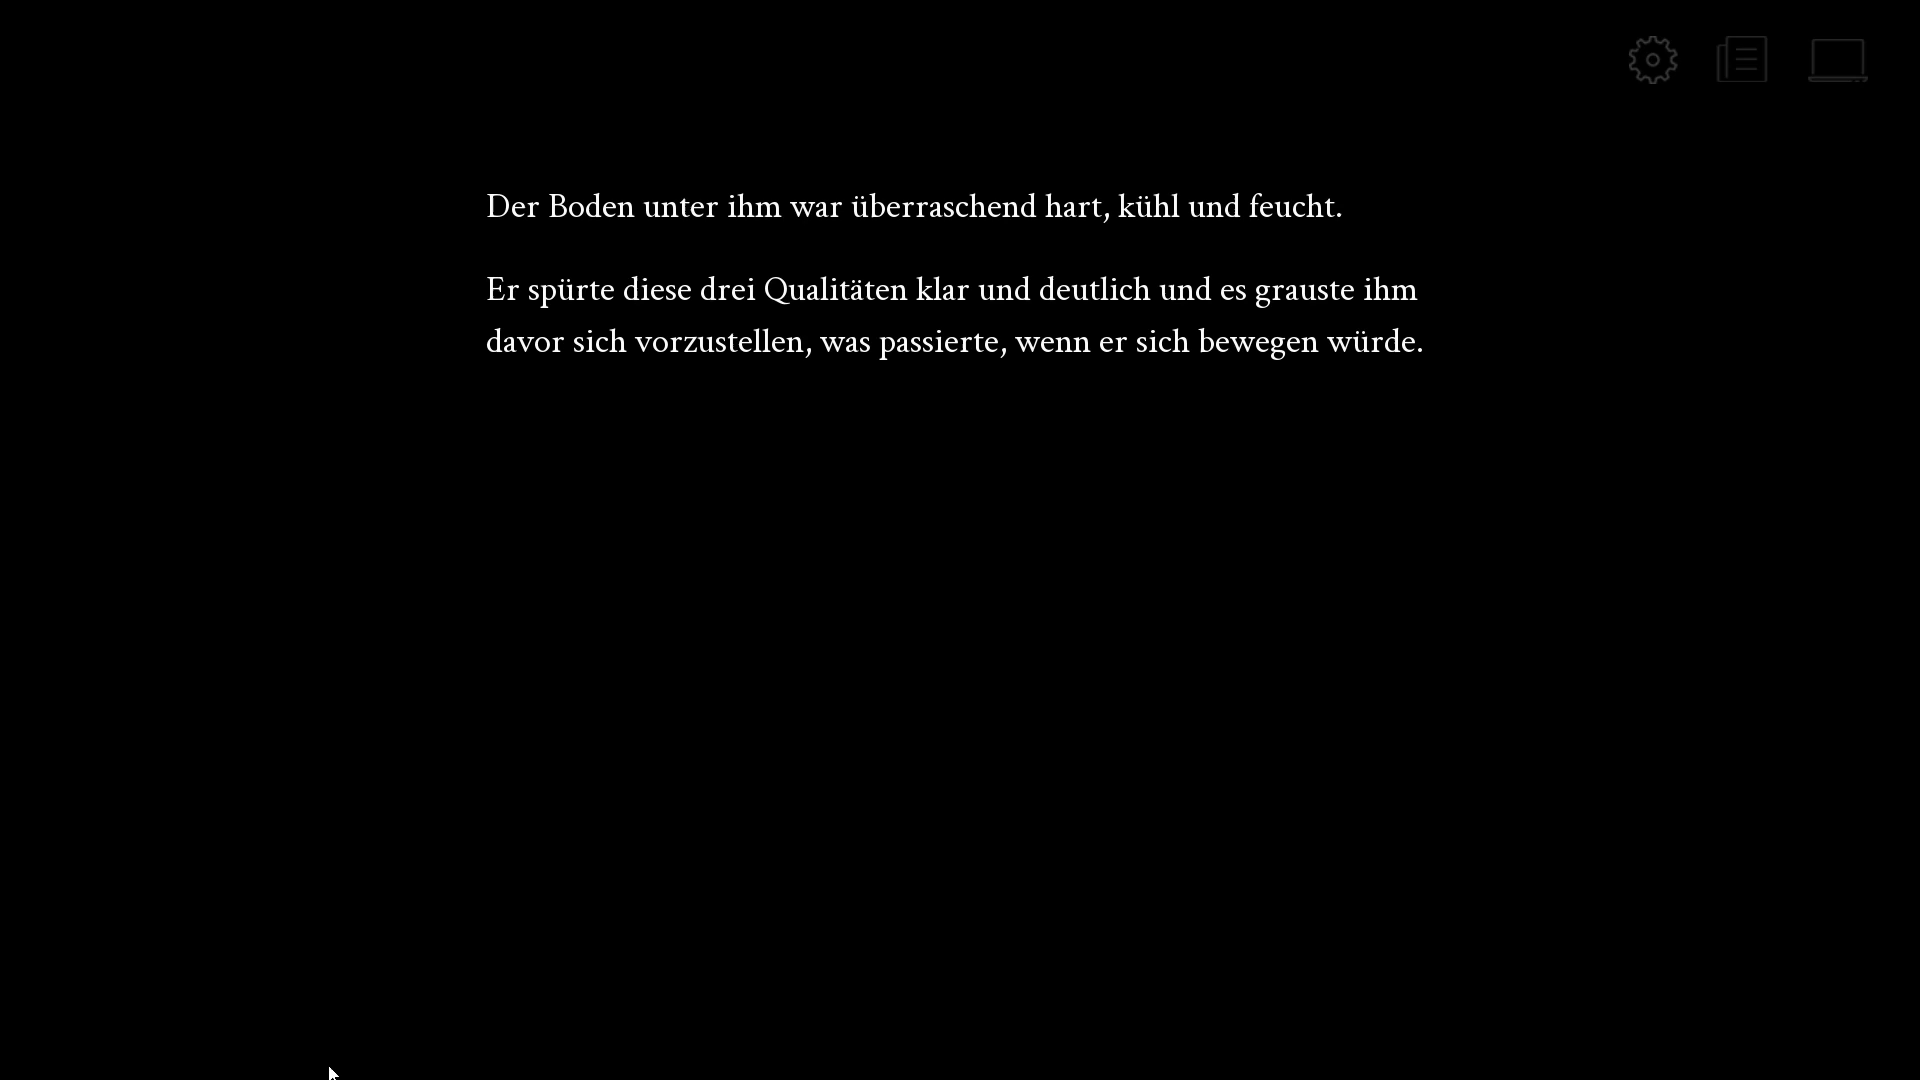 Der Boden unter ihm war überraschend hart, kühl und feucht.
Er spürte diese drei Qualitäten klar und deutlich und es grauste ihm
davor sich vorzustellen, was passierte, wenn er sich bewegen würde.